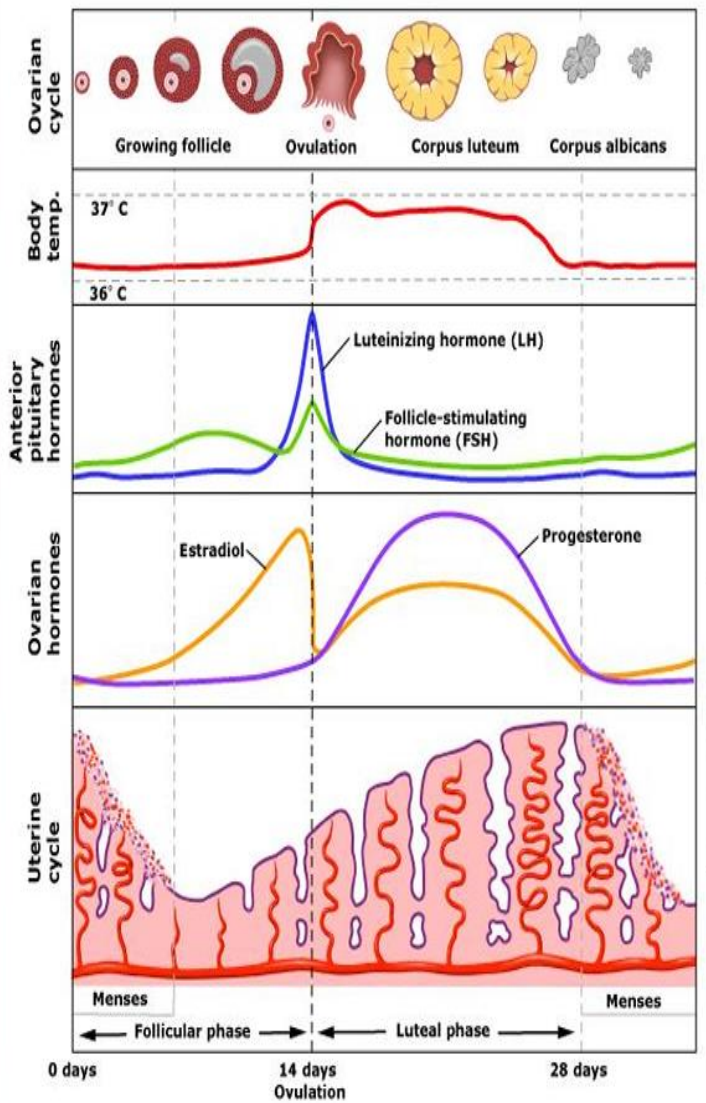 Ovarian
cycle
Growing follicle
Ovulation
Corpus luteum
Corpus albicans
Body
temp.
37° C
36° C
Anterior
pituitary
hormones
Luteinizing hormone (LH)
Follicle-stimulating
hormone (FSH)
Ovarian
hormones
Estradiol
Progesterone
Uterine
cycle
Menses
Menses
Follicular phase
Luteal phase
0 days
14 days
28 days
Ovulation